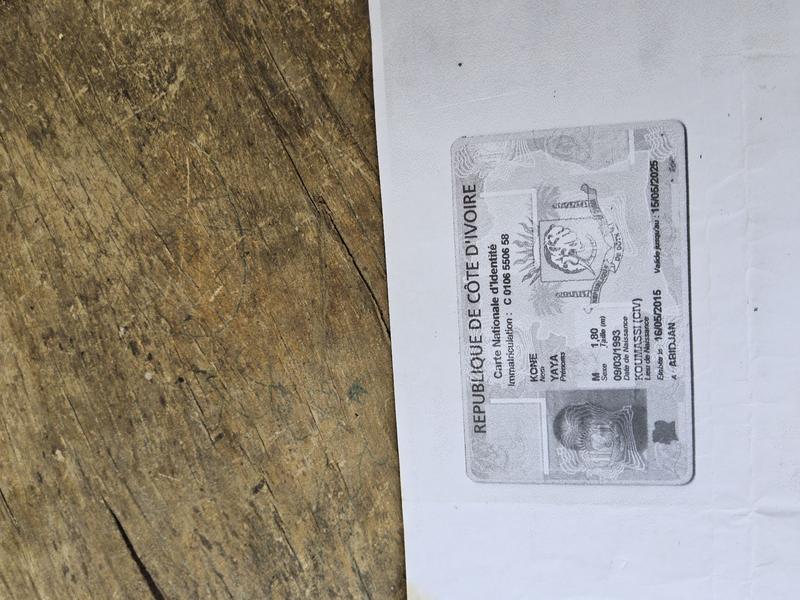 REPUBLIQUE DE CÔTE D'IVOIRE
Carte Nationale d'Identité
Immatriculation : C 0106 5506 58
KONE
Nom
YAYA
Prénoms
M 1,80
Sexe Taille (m)
09/03/1993
Date de Naissance
KOUMASSI (CIV)
Lieu de Naissance
Etablie le 16/05/2015 Valide jusqu'au : 15/05/2025
A : ABIDJAN